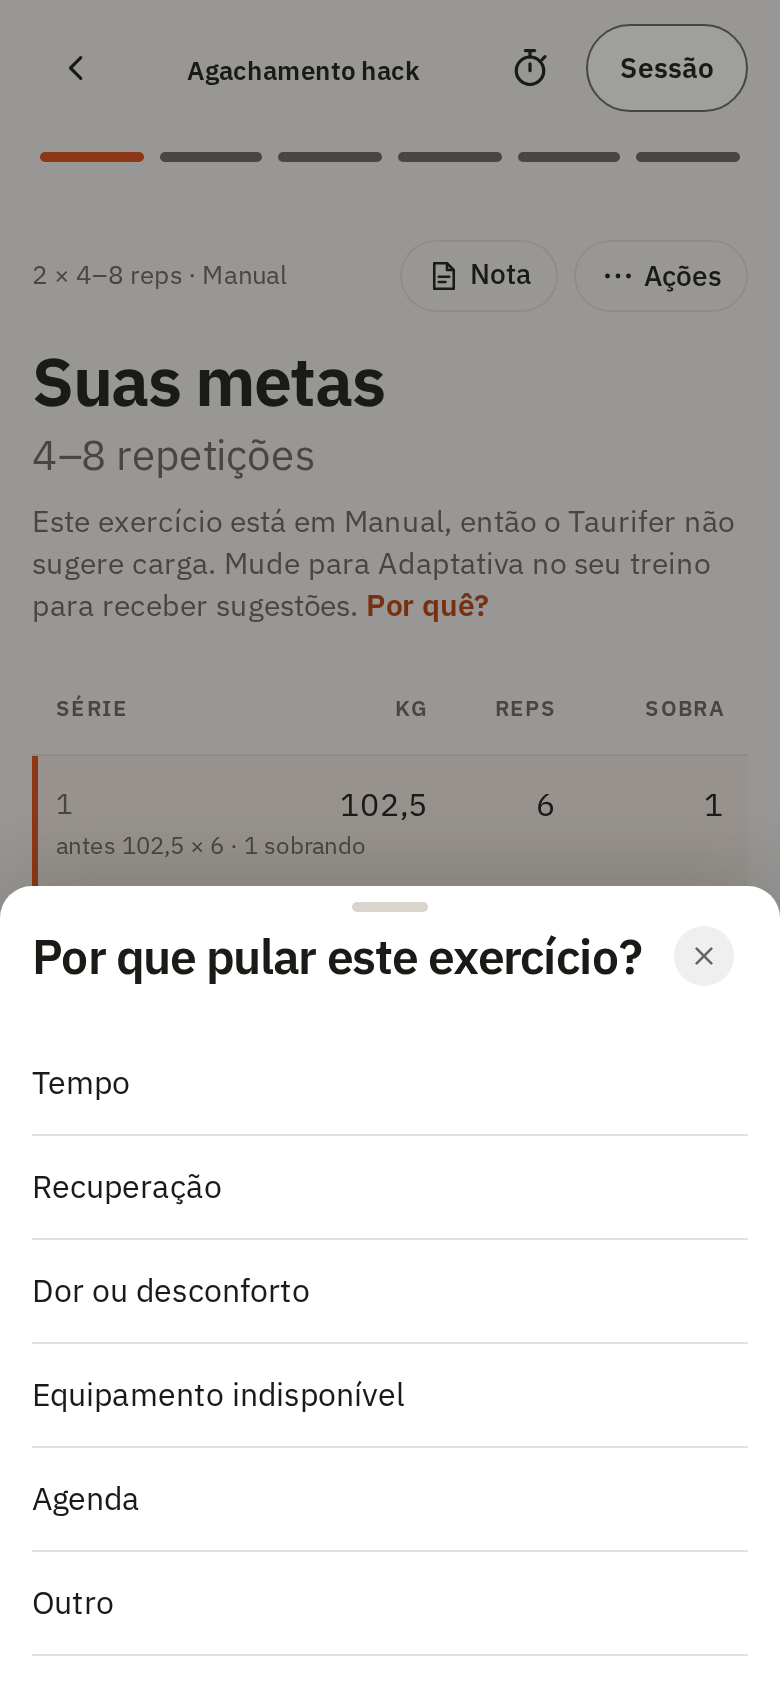 Agachamento hack
Sessão
2 × 4–8 reps · Manual
Nota
Ações
Suas metas
4–8 repetições
Este exercício está em Manual, então o Taurifer não
sugere carga. Mude para Adaptativa no seu treino
para receber sugestões. Por quê?
SÉRIE KG REPS SOBRA
1 102,5 6 1
antes 102,5 × 6 · 1 sobrando
Por que pular este exercício?
Tempo
Recuperação
Dor ou desconforto
Equipamento indisponível
Agenda
Outro